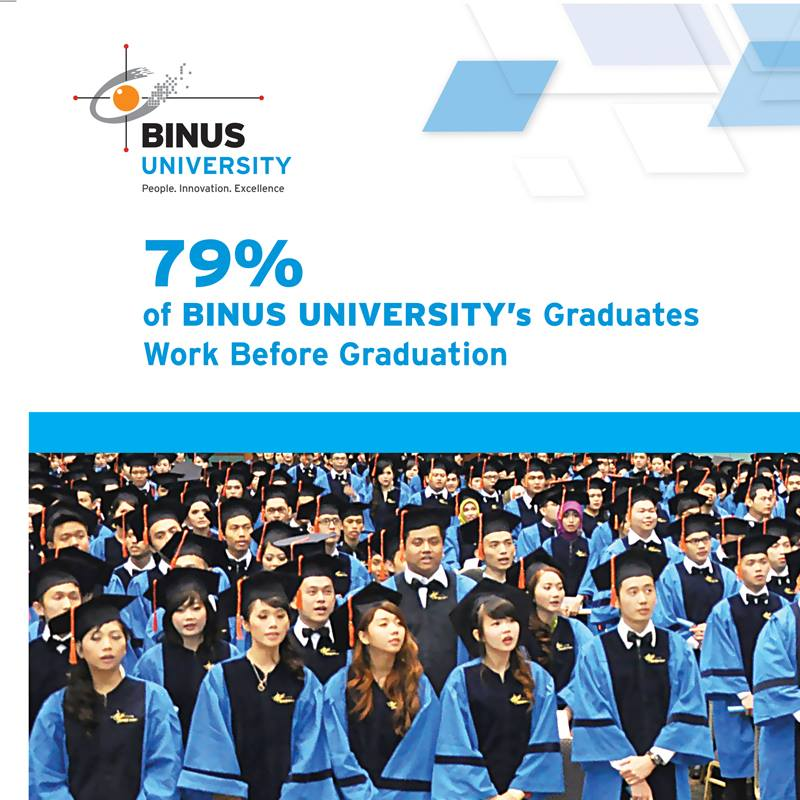 BINUS
UNIVERSITY
People. Innovation. Excellence
79%
of BINUS UNIVERSITY's Graduates
Work Before Graduation